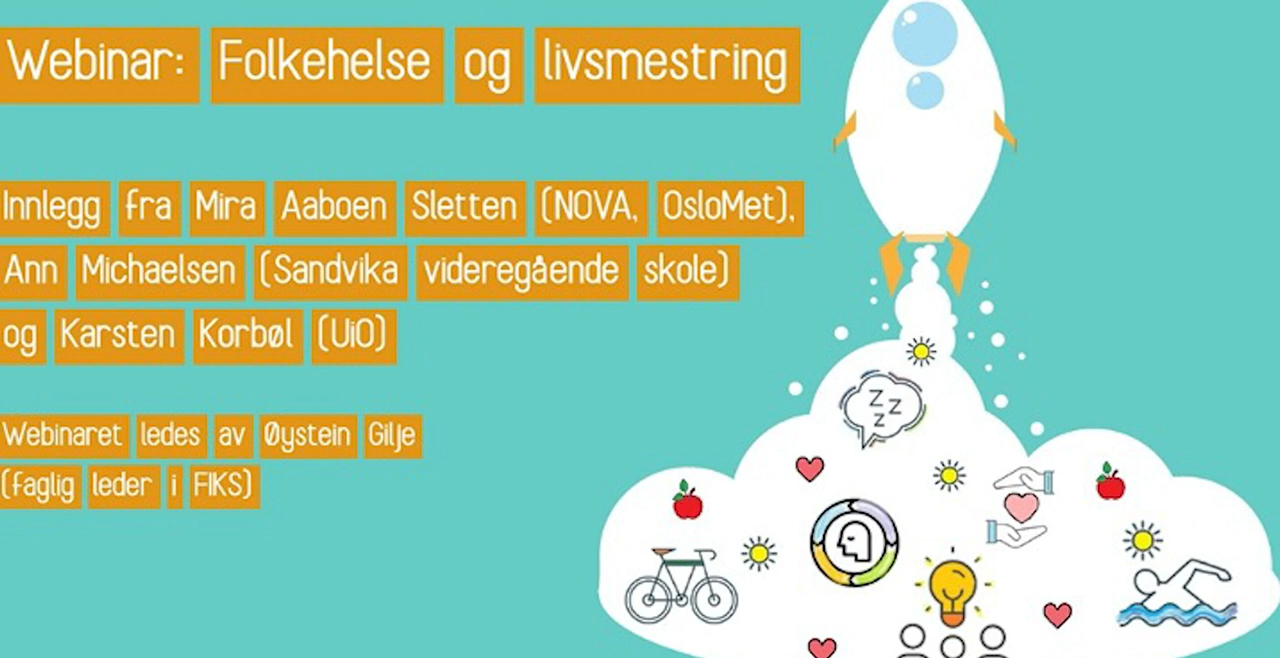 Webinar: Folkehelse og livsmestring
Innlegg fra Mira Aaboen Sletten (NOVA, OsloMet),
Ann Michaelsen (Sandvika videregående skole)
og Karsten Korbøl (UiO)
Webinaret ledes av Øystein Gilje
(faglig leder i FIKS)
Z Z
Z